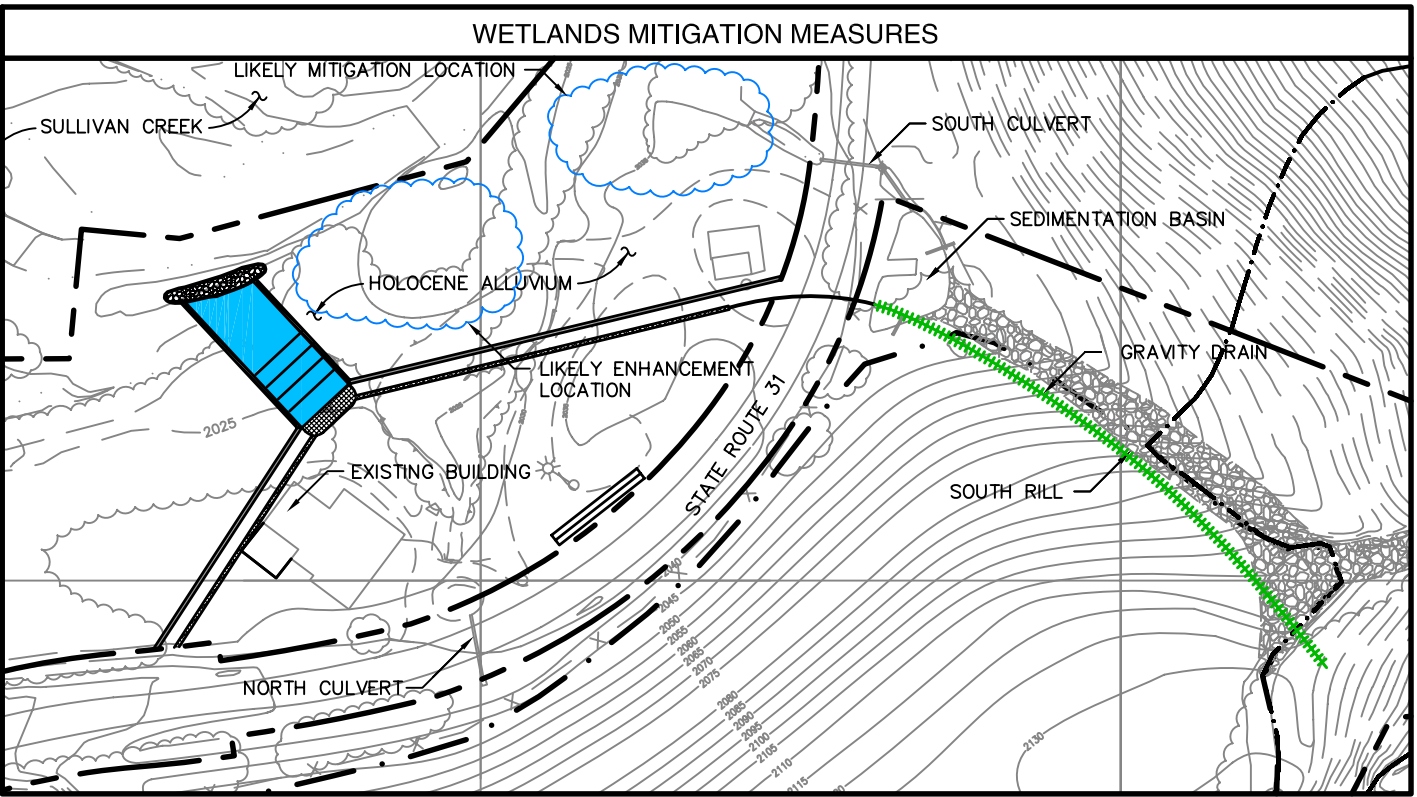 WETLANDS MITIGATION MEASURES
LIKELY MITIGATION LOCATION
SULLIVAN CREEK
SOUTH CULVERT
SEDIMENTATION BASIN
HOLOCENE ALLUVIUM
GRAVITY DRAIN
LIKELY ENHANCEMENT
LOCATION
STATE ROUTE 31
2025
EXISTING BUILDING
SOUTH RILL
NORTH CULVERT
2040
2045
2050
2055
2060
2065
2070
2075
2080
2085
2090
2095
2100
2105
2110
2115
2130